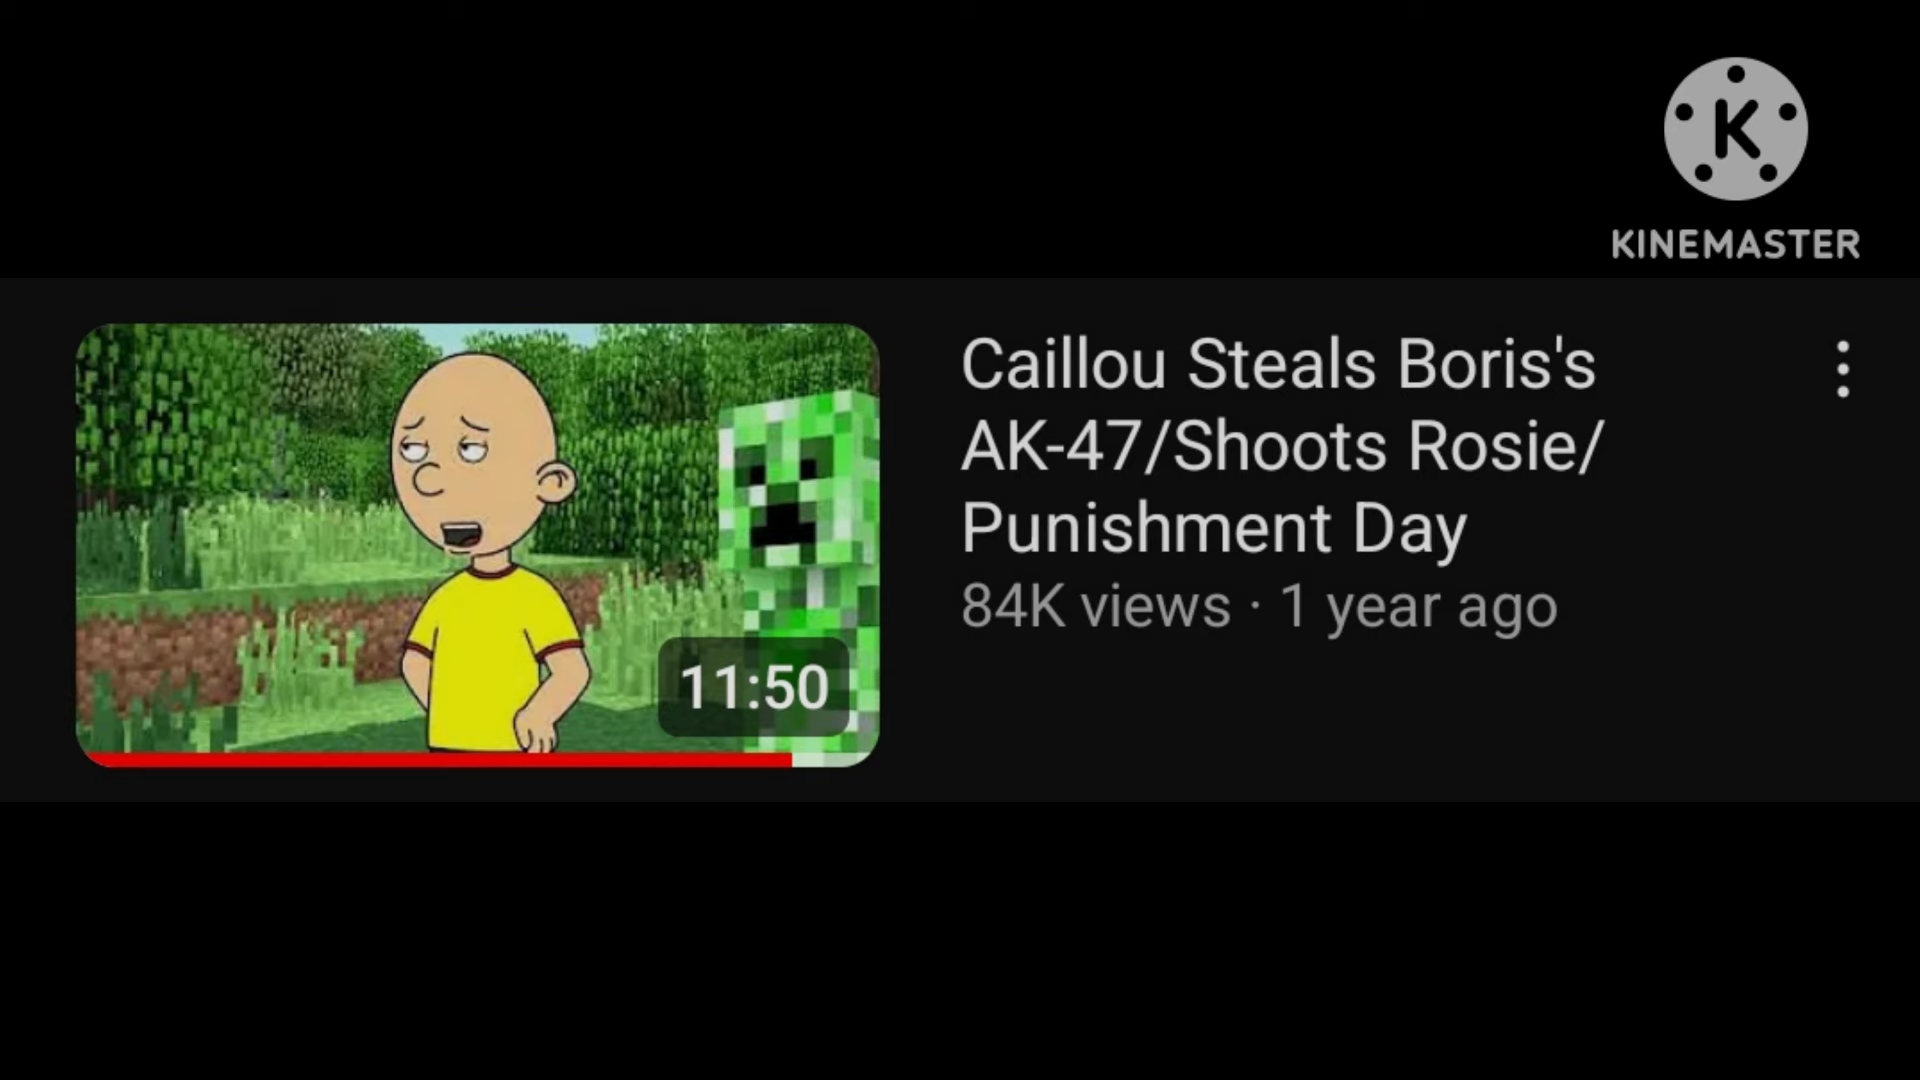 K
KINEMASTER
Caillou Steals Boris's
AK-47/Shoots Rosie/
Punishment Day
84K views · 1 year ago
11:50